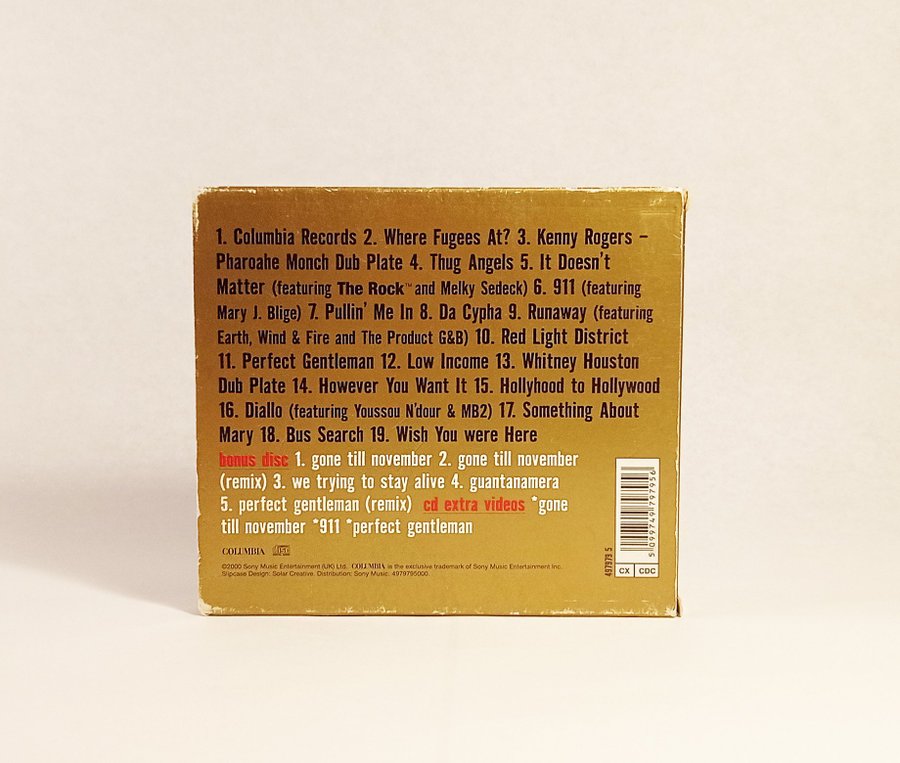 1. Columbia Records 2. Where Fugees At? 3. Kenny Rogers –
Pharoahe Monch Dub Plate 4. Thug Angels 5. It Doesn't
Matter (featuring The Rock™ and Melky Sedeck) 6. 911 (featuring
Mary J. Blige) 7. Pullin' Me In 8. Da Cypha 9. Runaway (featuring
Earth, Wind & Fire and The Product G&B) 10. Red Light District
11. Perfect Gentleman 12. Low Income 13. Whitney Houston
Dub Plate 14. However You Want It 15. Hollyhood to Hollywood
16. Diallo (featuring Youssou N'dour & MB2) 17. Something About
Mary 18. Bus Search 19. Wish You were Here
bonus disc 1. gone till november 2. gone till november
(remix) 3. we trying to stay alive 4. guantanamera
5. perfect gentleman (remix) cd extra videos *gone
till november *911 *perfect gentleman
COLUMBIA
©2000 Sony Music Entertainment (UK) Ltd. COLUMBIA is the exclusive trademark of Sony Music Entertainment Inc.
Slipcase Design: Solar Creative. Distribution: Sony Music. 4979795000.
497979 5
5 099749 797956
CX CDC